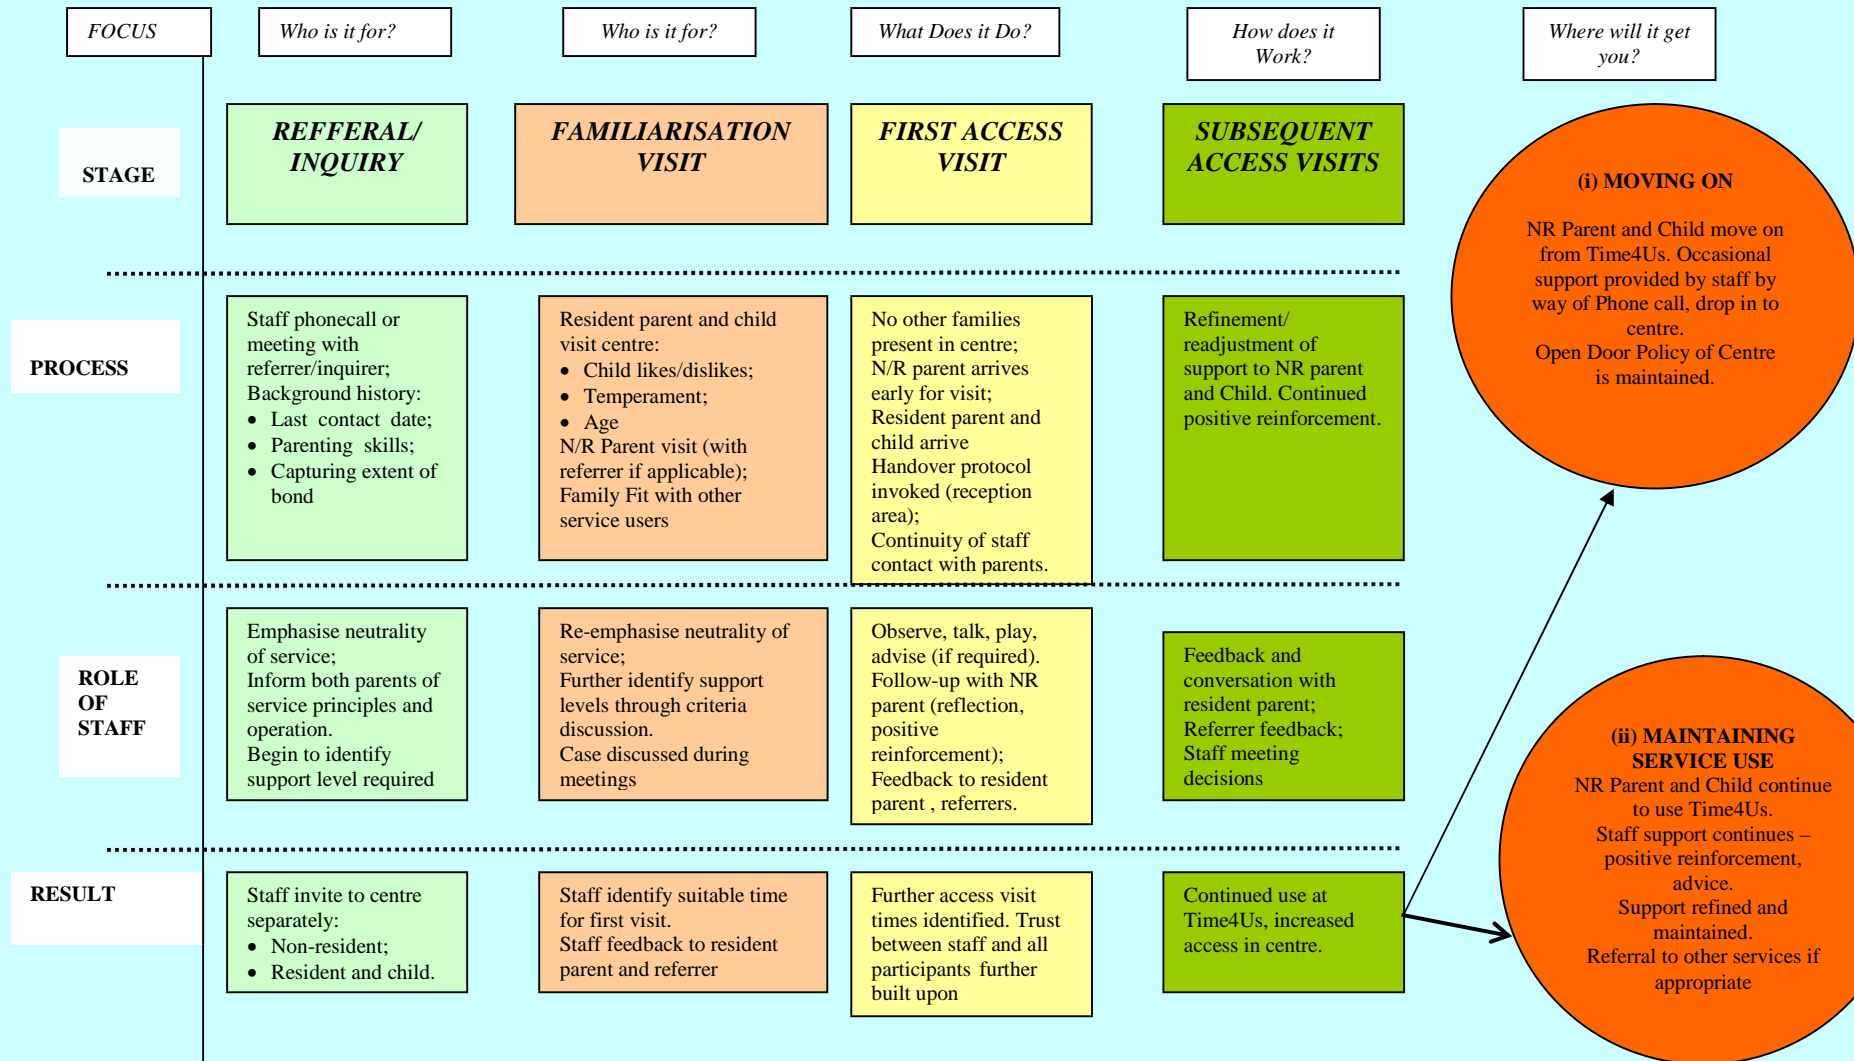 FOCUS
Who is it for?
Who is it for?
What Does it Do?
How does it
Work?
Where will it get
you?
STAGE
REFFERAL/
INQUIRY
FAMILIARISATION
VISIT
FIRST ACCESS
VISIT
SUBSEQUENT
ACCESS VISITS
(i) MOVING ON
NR Parent and Child move on
from Time4Us. Occasional
support provided by staff by
way of Phone call, drop in to
centre.
Open Door Policy of Centre
is maintained.
PROCESS
Staff phonecall or
meeting with
referrer/inquirer;
Background history:
• Last contact date;
• Parenting skills;
• Capturing extent of
bond
Resident parent and child
visit centre:
• Child likes/dislikes;
• Temperament;
• Age
N/R Parent visit (with
referrer if applicable);
Family Fit with other
service users
No other families
present in centre;
N/R parent arrives
early for visit;
Resident parent and
child arrive
Handover protocol
invoked (reception
area);
Continuity of staff
contact with parents.
Refinement/
readjustment of
support to NR parent
and Child. Continued
positive reinforcement.
ROLE
OF
STAFF
Emphasise neutrality
of service;
Inform both parents of
service principles and
operation.
Begin to identify
support level required
Re-emphasise neutrality of
service;
Further identify support
levels through criteria
discussion.
Case discussed during
meetings
Observe, talk, play,
advise (if required).
Follow-up with NR
parent (reflection,
positive
reinforcement);
Feedback to resident
parent , referrers.
Feedback and
conversation with
resident parent;
Referrer feedback;
Staff meeting
decisions
(ii) MAINTAINING
SERVICE USE
NR Parent and Child continue
to use Time4Us.
Staff support continues –
positive reinforcement,
advice.
Support refined and
maintained.
Referral to other services if
appropriate
RESULT
Staff invite to centre
separately:
• Non-resident;
• Resident and child.
Staff identify suitable time
for first visit.
Staff feedback to resident
parent and referrer
Further access visit
times identified. Trust
between staff and all
participants further
built upon
Continued use at
Time4Us, increased
access in centre.